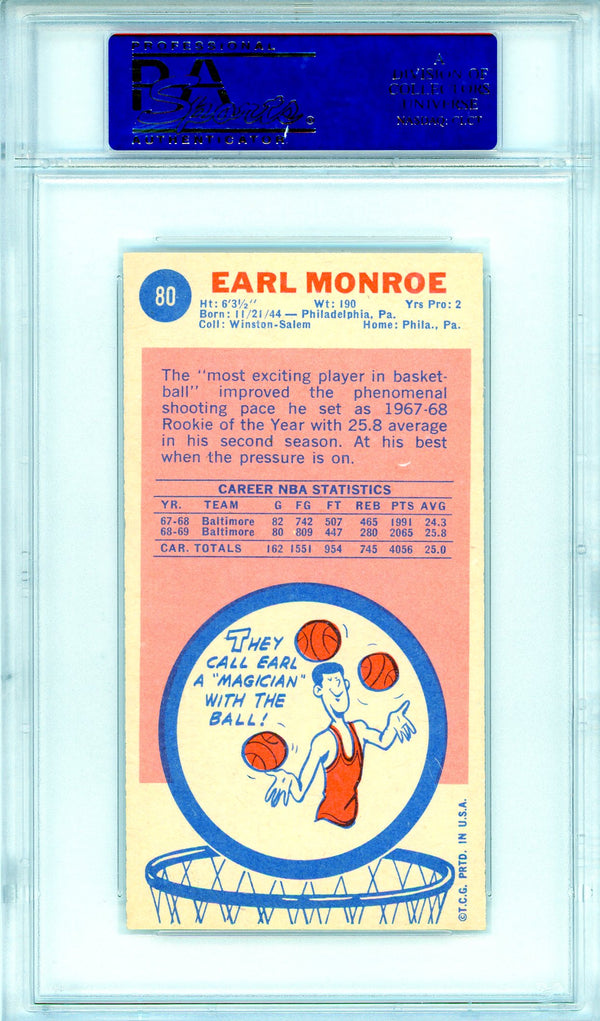 PROFESSIONAL
PSA
AUTHENTICATOR
A
DIVISION OF
COLLECTORS
UNIVERSE
NASDAQ: CLCT
80
EARL MONROE
Ht: 6'3½" Wt: 190 Yrs Pro: 2
Born: 11/21/44 — Philadelphia, Pa.
Coll: Winston-Salem Home: Phila., Pa.
The "most exciting player in basket-
ball" improved the phenomenal
shooting pace he set as 1967-68
Rookie of the Year with 25.8 average
in his second season. At his best
when the pressure is on.
CAREER NBA STATISTICS
YR. TEAM G FG FT REB PTS AVG
67-68 Baltimore 82 742 507 465 1991 24.3
68-69 Baltimore 80 809 447 280 2065 25.8
CAR. TOTALS 162 1551 954 745 4056 25.0
THEY
CALL EARL
A "MAGICIAN"
WITH THE
BALL!
©T.C.G. PRTD. IN U.S.A.